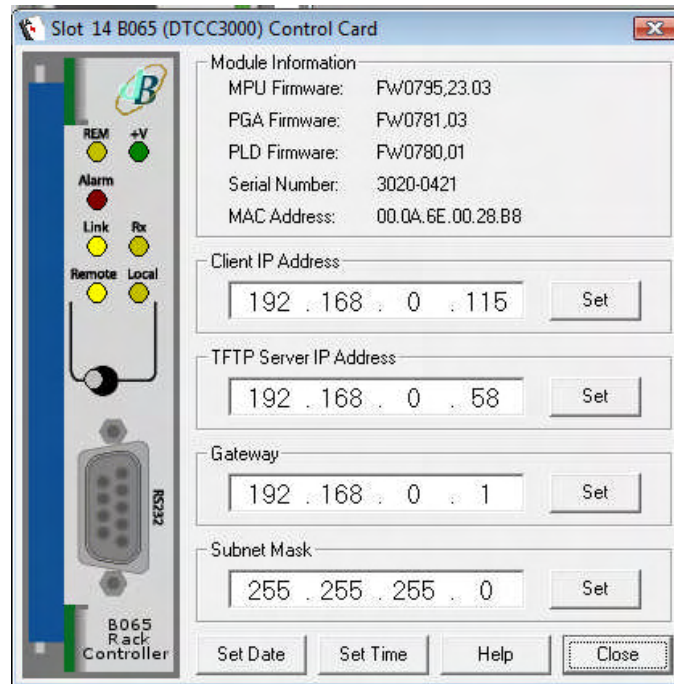 Slot 14 B065 (DTCC3000) Control Card
B
REM +V
Alarm
Link Rx
Remote Local
RS232
B065
Rack
Controller
Module Information
MPU Firmware: FW0795,23.03
PGA Firmware: FW0781,03
PLD Firmware: FW0780,01
Serial Number: 3020-0421
MAC Address: 00.0A.6E.00.28.B8
Client IP Address
192 . 168 . 0 . 115 Set
TFTP Server IP Address
192 . 168 . 0 . 58 Set
Gateway
192 . 168 . 0 . 1 Set
Subnet Mask
255 . 255 . 255 . 0 Set
Set Date Set Time Help Close